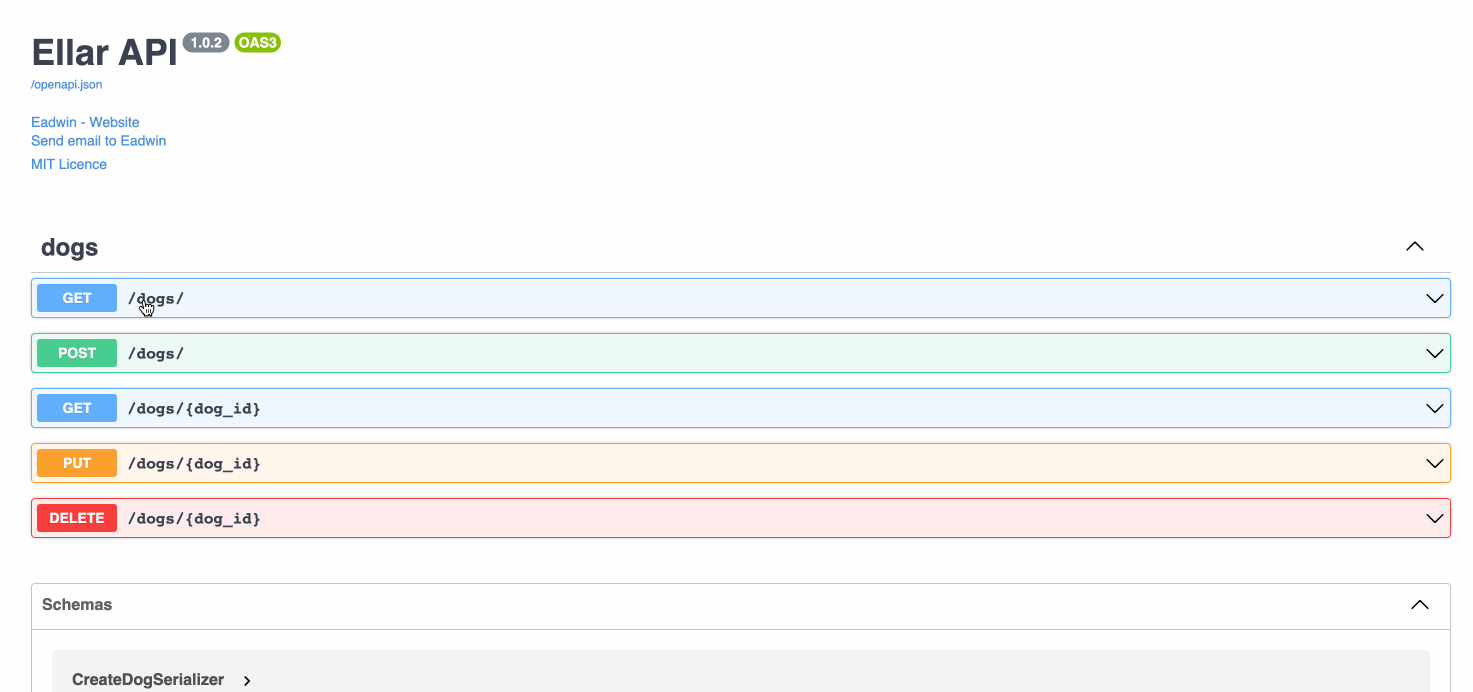 Ellar API 1.0.2 OAS3
/openapi.json
Eadwin - Website
Send email to Eadwin
MIT Licence
dogs
GET /dogs/
POST /dogs/
GET /dogs/{dog_id}
PUT /dogs/{dog_id}
DELETE /dogs/{dog_id}
Schemas
CreateDogSerializer